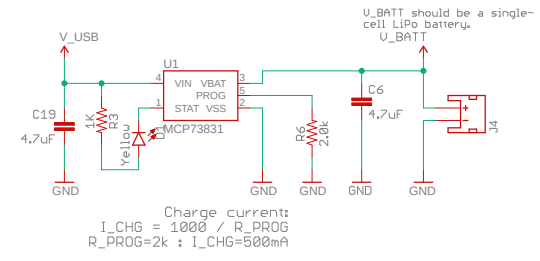 V_BATT should be a single-
cell LiPo battery.
V_USB
V_BATT
U1
4
VIN
VBAT
3
PROG
5
1
STAT
VSS
2
MCP73831
C19
4.7uF
1K
R3
Yellow
D1
R6
2.0k
C6
4.7uF
+
-
J4
GND
GND
GND
GND
GND
Charge current:
I_CHG = 1000 / R_PROG
R_PROG=2k : I_CHG=500mA